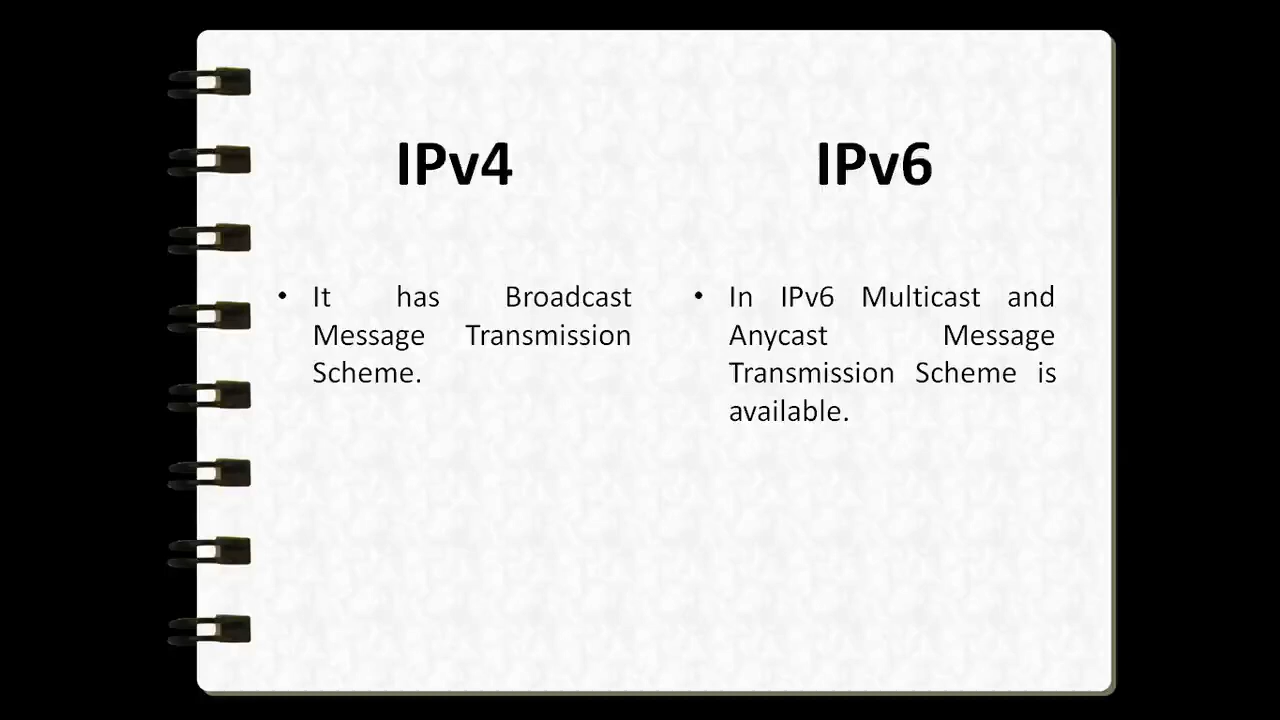 IPv4
• It has Broadcast
Message Transmission
Scheme.
IPv6
• In IPv6 Multicast and
Anycast Message
Transmission Scheme is
available.